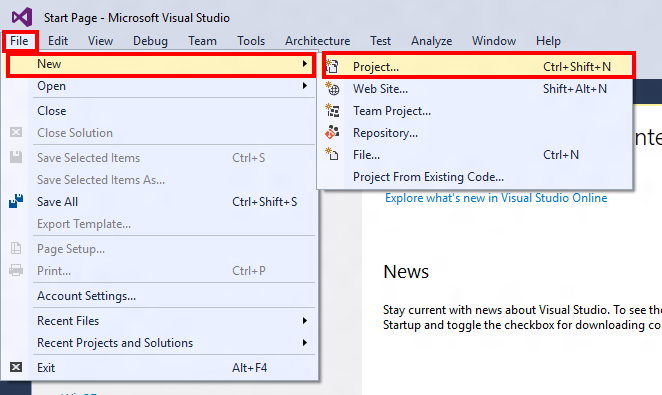 Start Page - Microsoft Visual Studio
File Edit View Debug Team Tools Architecture Test Analyze Window Help
New
Open
Close
Close Solution
Save Selected Items Ctrl+S
Save Selected Items As...
Save All Ctrl+Shift+S
Export Template...
Page Setup...
Print... Ctrl+P
Account Settings...
Recent Files
Recent Projects and Solutions
Exit Alt+F4
Project... Ctrl+Shift+N
Web Site... Shift+Alt+N
Team Project...
Repository...
File... Ctrl+N
Project From Existing Code...
Explore what's new in Visual Studio Online
News
Stay current with news about Visual Studio. To see the
Startup and toggle the checkbox for downloading co